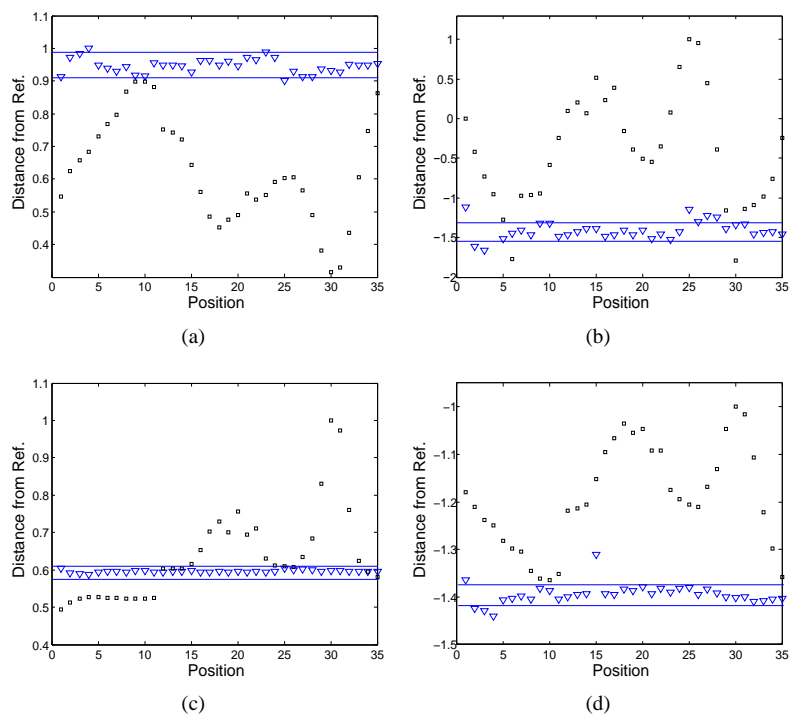 1.1
1
0.9
0.8
0.7
0.6
0.5
0.4
Distance from Ref.
0 5 10 15 20 25 30 35
Position
(a)
1
0.5
0
−0.5
−1
−1.5
−2
Distance from Ref.
0 5 10 15 20 25 30 35
Position
(b)
1.1
1
0.9
0.8
0.7
0.6
0.5
0.4
Distance from Ref.
0 5 10 15 20 25 30 35
Position
(c)
−1
−1.1
−1.2
−1.3
−1.4
−1.5
Distance from Ref.
0 5 10 15 20 25 30 35
Position
(d)